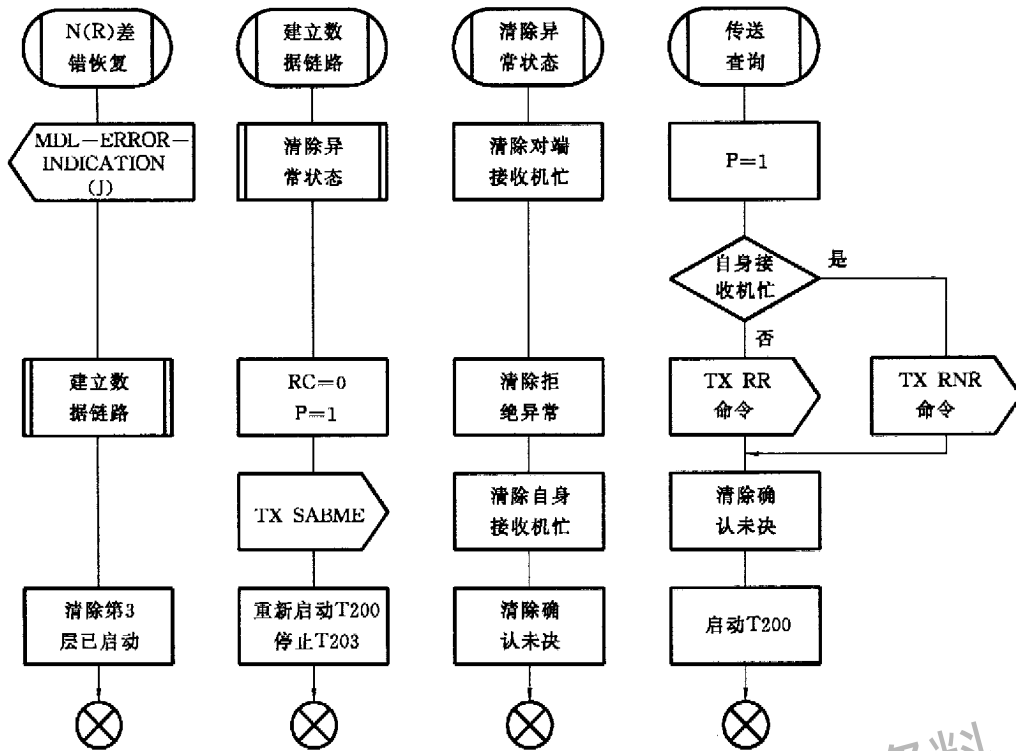 N(R)差
错恢复
MDL-ERROR-
INDICATION
(J)
建立数
据链路
清除第3
层已启动
建立数
据链路
清除异
常状态
RC=0
P=1
TX SABME
重新启动T200
停止T203
清除异
常状态
清除对端
接收机忙
清除拒
绝异常
清除自身
接收机忙
清除确
认未决
传送
查询
P=1
自身接
收机忙
是
否
TX RR
命令
TX RNR
命令
清除确
认未决
启动T200